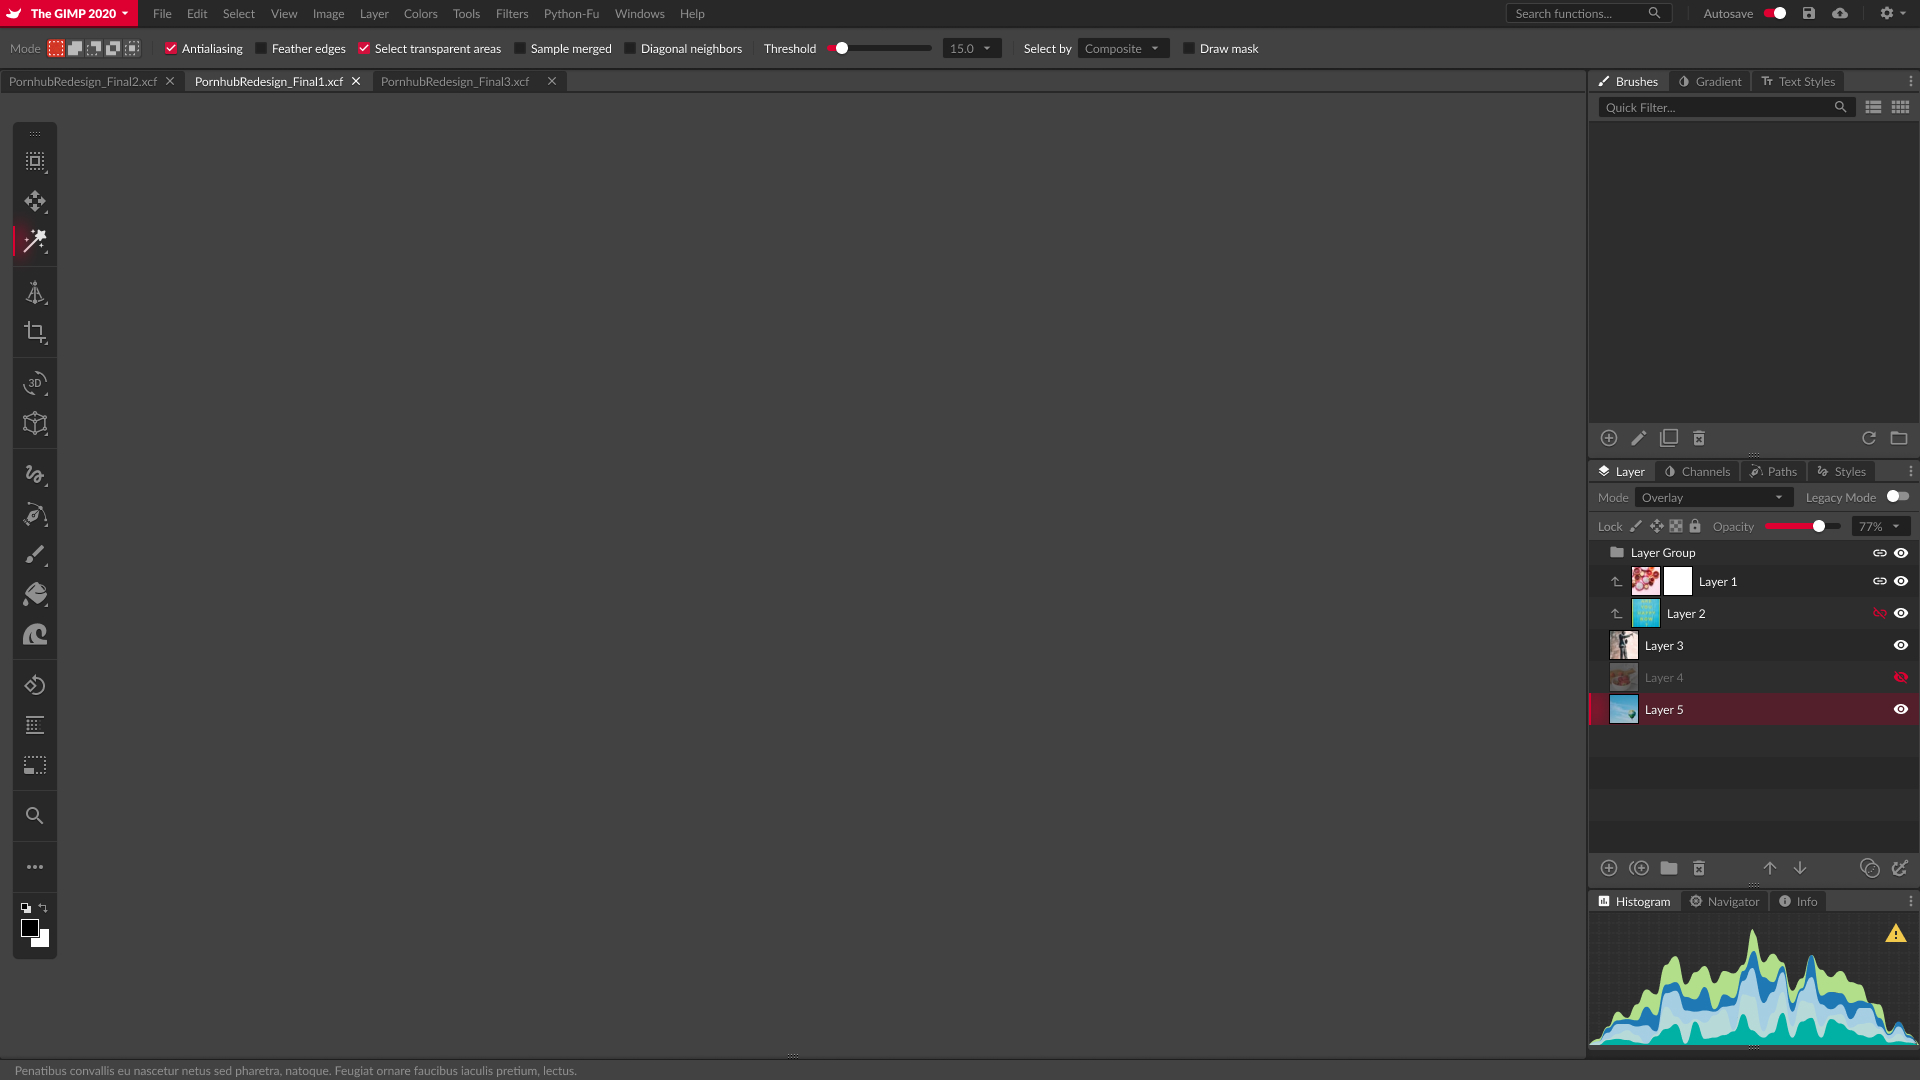 The GIMP 2020 File Edit Select View Image Layer Colors Tools Filters Python-Fu Windows Help Search functions... Autosave
Mode Antialiasing Feather edges Select transparent areas Sample merged Diagonal neighbors Threshold 15.0 Select by Composite Draw mask
PornhubRedesign_Final2.xcf PornhubRedesign_Final1.xcf PornhubRedesign_Final3.xcf
Brushes Gradient Tr Text Styles
Quick Filter...
3D
Layer Channels Paths Styles
Mode Overlay Legacy Mode
Lock Opacity 77%
Layer Group
Layer 1
Layer 2
Layer 3
Layer 4
Layer 5
Histogram Navigator Info
Penatibus convallis eu nascetur netus sed pharetra, natoque. Feugiat ornare faucibus iaculis pretium, lectus.